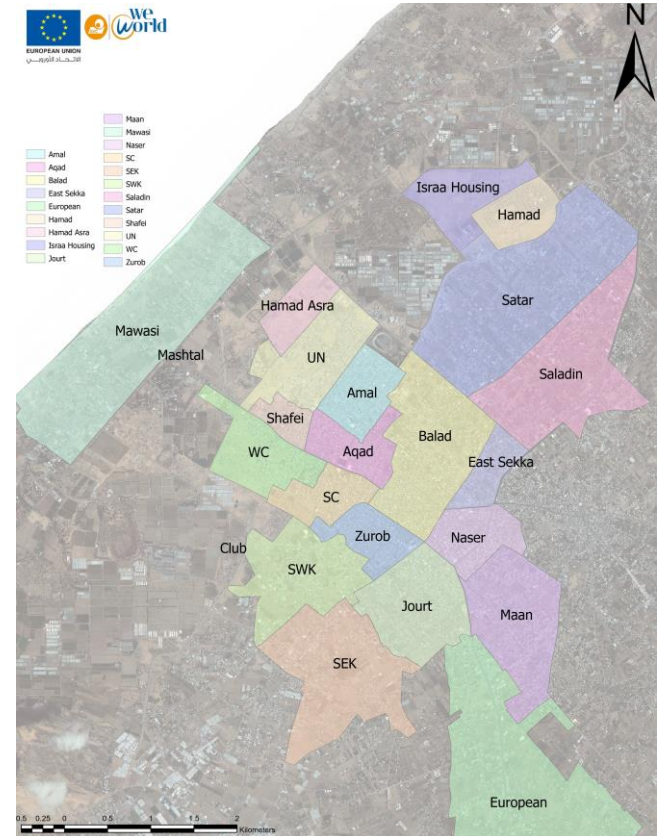 EUROPEAN UNION
الاتحاد الأوروبي
we
world
N
Maan
Mawasi
Naser
SC
SEK
SWK
Saladin
Satar
Shafei
UN
WC
Zurob
Amal
Aqad
Balad
East Sekka
European
Hamad
Hamad Asra
Israa Housing
Jourt
Israa Housing
Hamad
Satar
Hamad Asra
Mawasi
Mashtal
UN
Saladin
Amal
Shafei
Balad
WC
Aqad
East Sekka
SC
Zurob
Naser
Club
SWK
Jourt
Maan
SEK
European
0.5 0.25 0 0.5 1 1.5 2
Kilometers